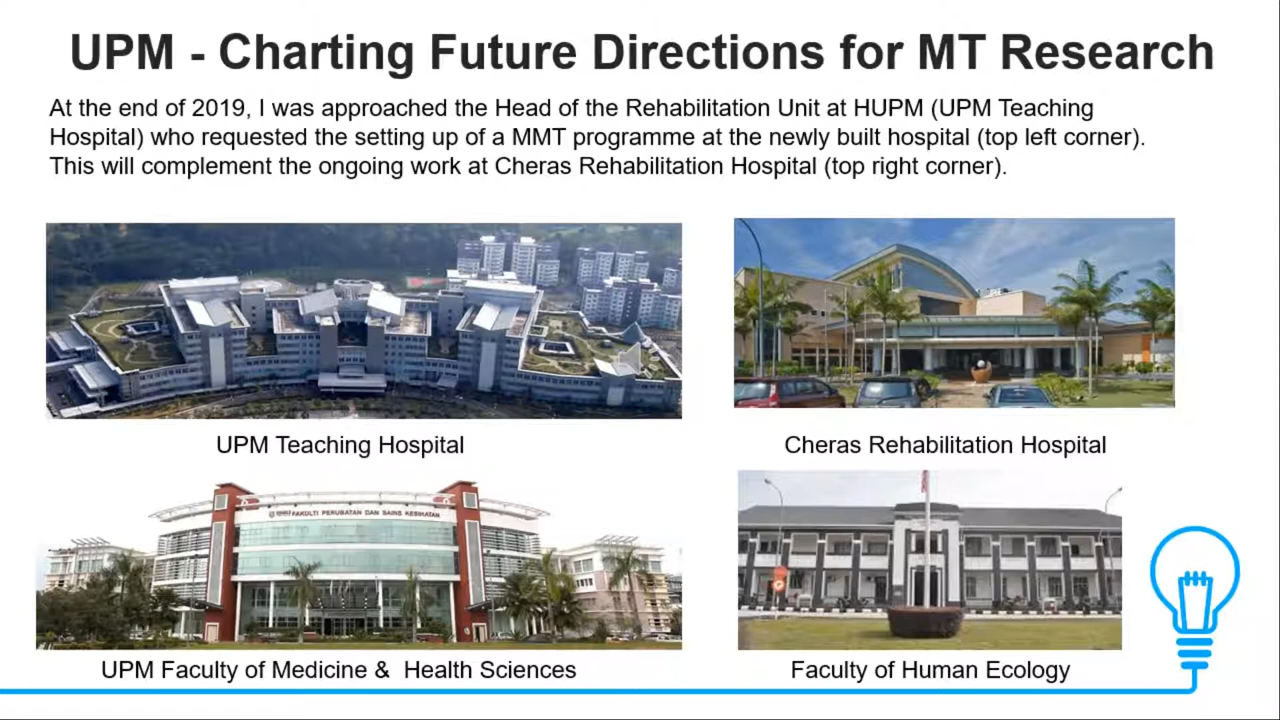 UPM - Charting Future Directions for MT Research
At the end of 2019, I was approached the Head of the Rehabilitation Unit at HUPM (UPM Teaching
Hospital) who requested the setting up of a MMT programme at the newly built hospital (top left corner).
This will complement the ongoing work at Cheras Rehabilitation Hospital (top right corner).
UPM Teaching Hospital
Cheras Rehabilitation Hospital
FAKULTI PERUBATAN DAN SAINS KESIHATAN
UPM Faculty of Medicine & Health Sciences
Faculty of Human Ecology